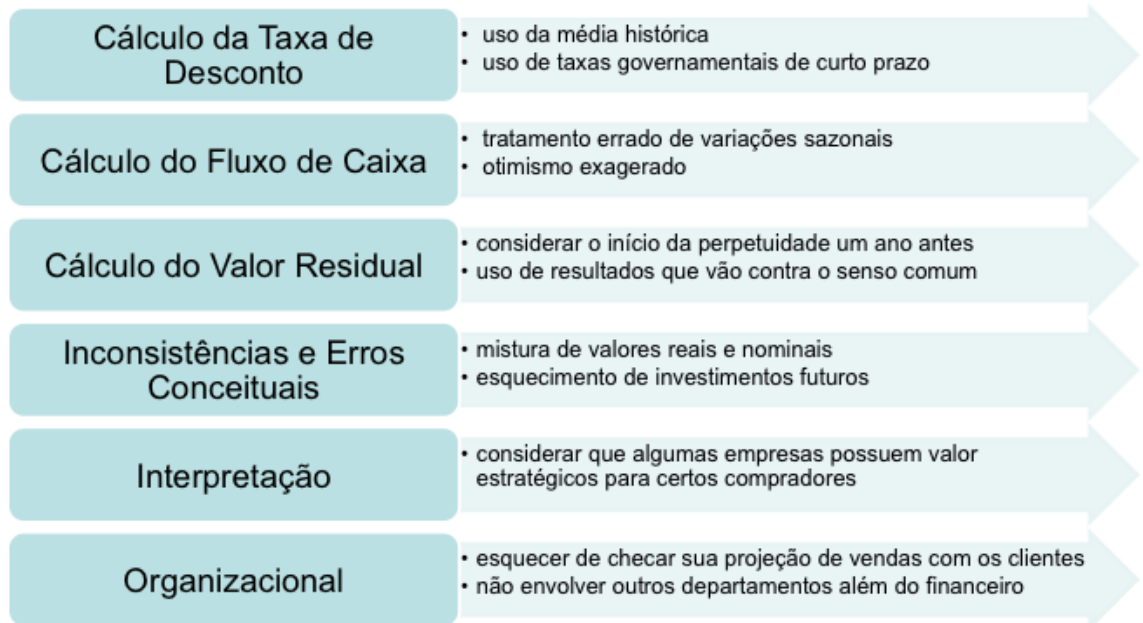 Cálculo da Taxa de
Desconto
• uso da média histórica
• uso de taxas governamentais de curto prazo
Cálculo do Fluxo de Caixa
• tratamento errado de variações sazonais
• otimismo exagerado
Cálculo do Valor Residual
• considerar o início da perpetuidade um ano antes
• uso de resultados que vão contra o senso comum
Inconsistências e Erros
Conceituais
• mistura de valores reais e nominais
• esquecimento de investimentos futuros
Interpretação
• considerar que algumas empresas possuem valor
estratégicos para certos compradores
Organizacional
• esquecer de checar sua projeção de vendas com os clientes
• não envolver outros departamentos além do financeiro